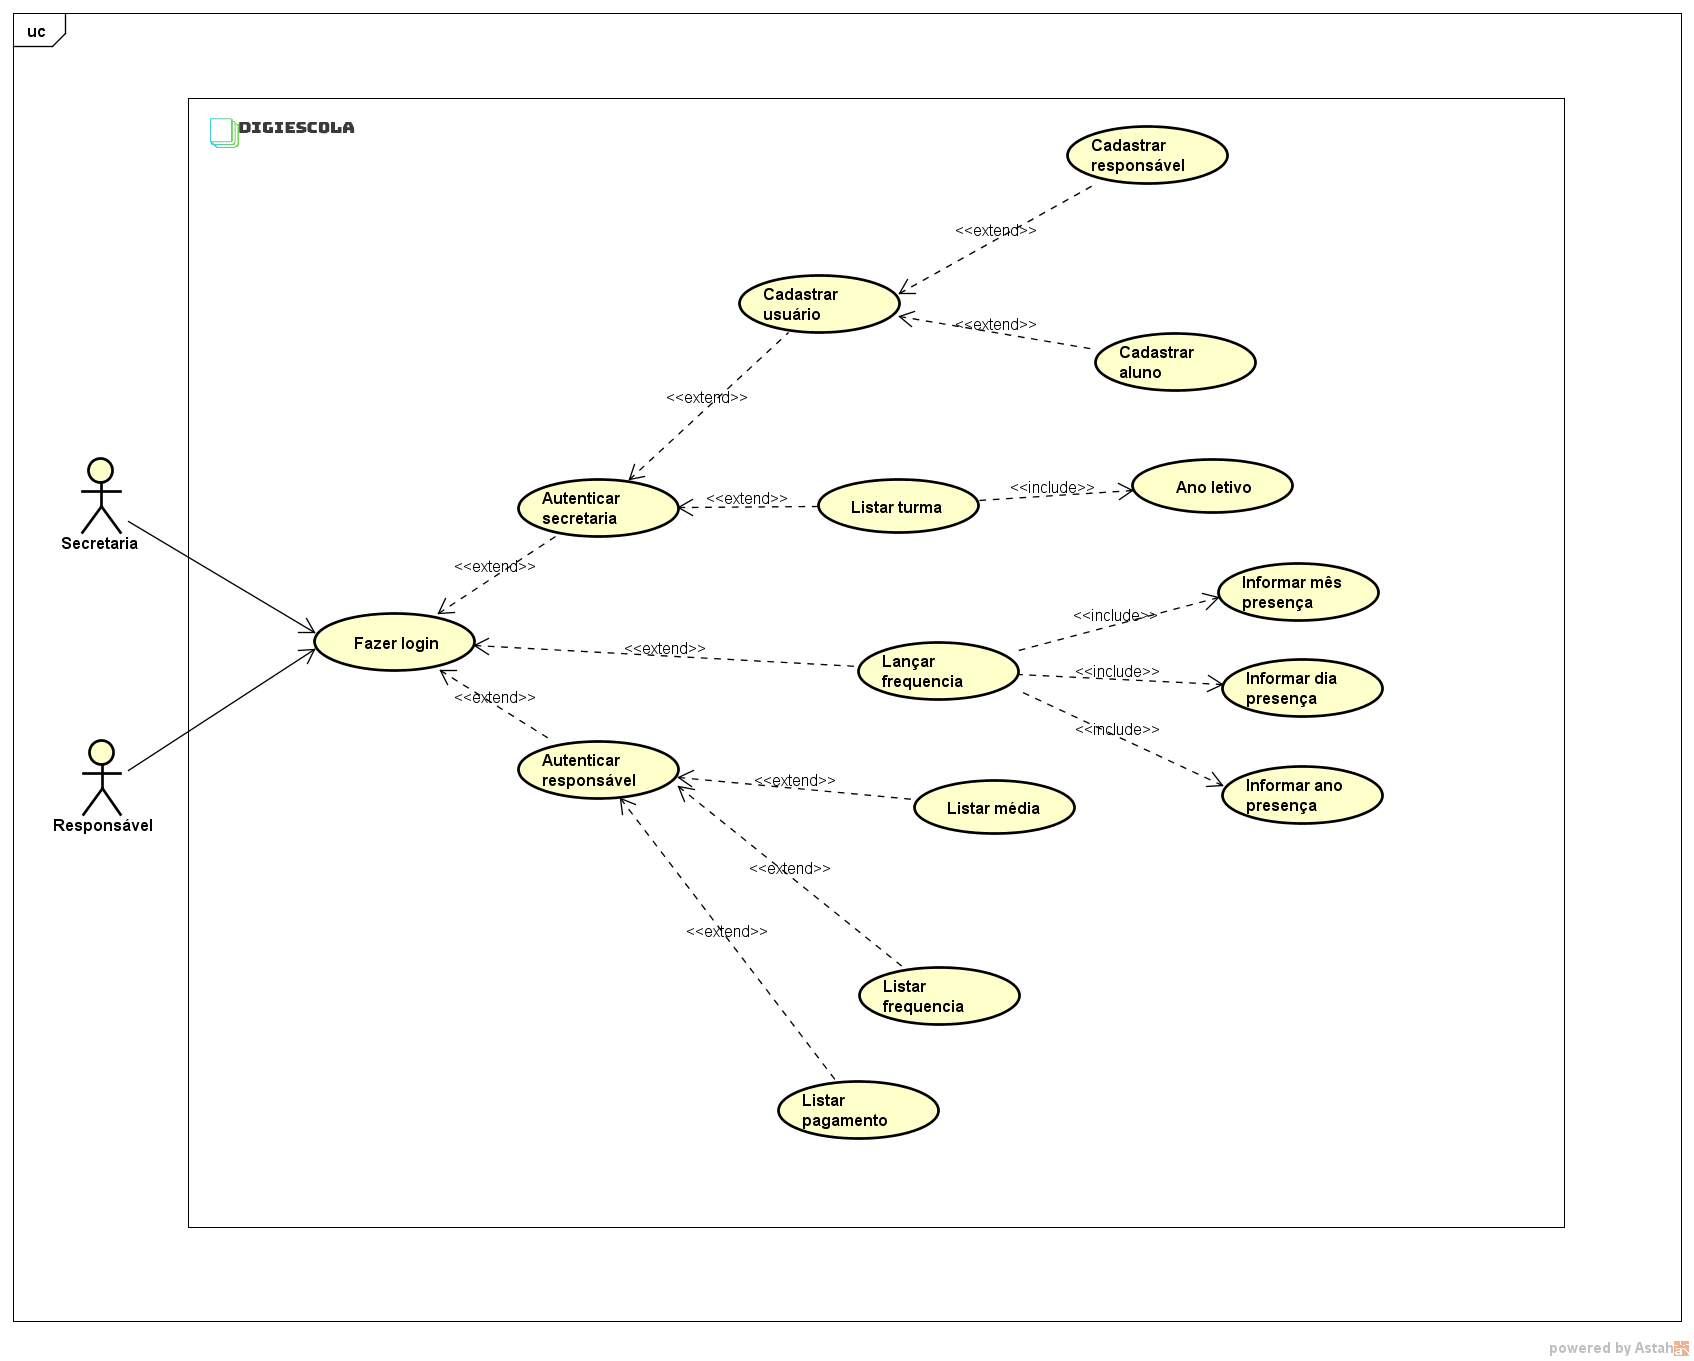 uc
DIGIESCOLA
Cadastrar
responsável
<<extend>>
Cadastrar
usuário
<<extend>>
Cadastrar
aluno
<<extend>>
Autenticar
secretaria
<<extend>>
Listar turma
<<include>>
Ano letivo
Secretaria
<<extend>>
Informar mês
presença
<<include>>
Fazer login
<<extend>>
Lançar
frequencia
<<include>>
Informar dia
presença
<<extend>>
<<include>>
Autenticar
responsável
<<extend>>
Listar média
Informar ano
presença
Responsável
<<extend>>
<<extend>>
Listar
frequencia
Listar
pagamento
powered by Astah